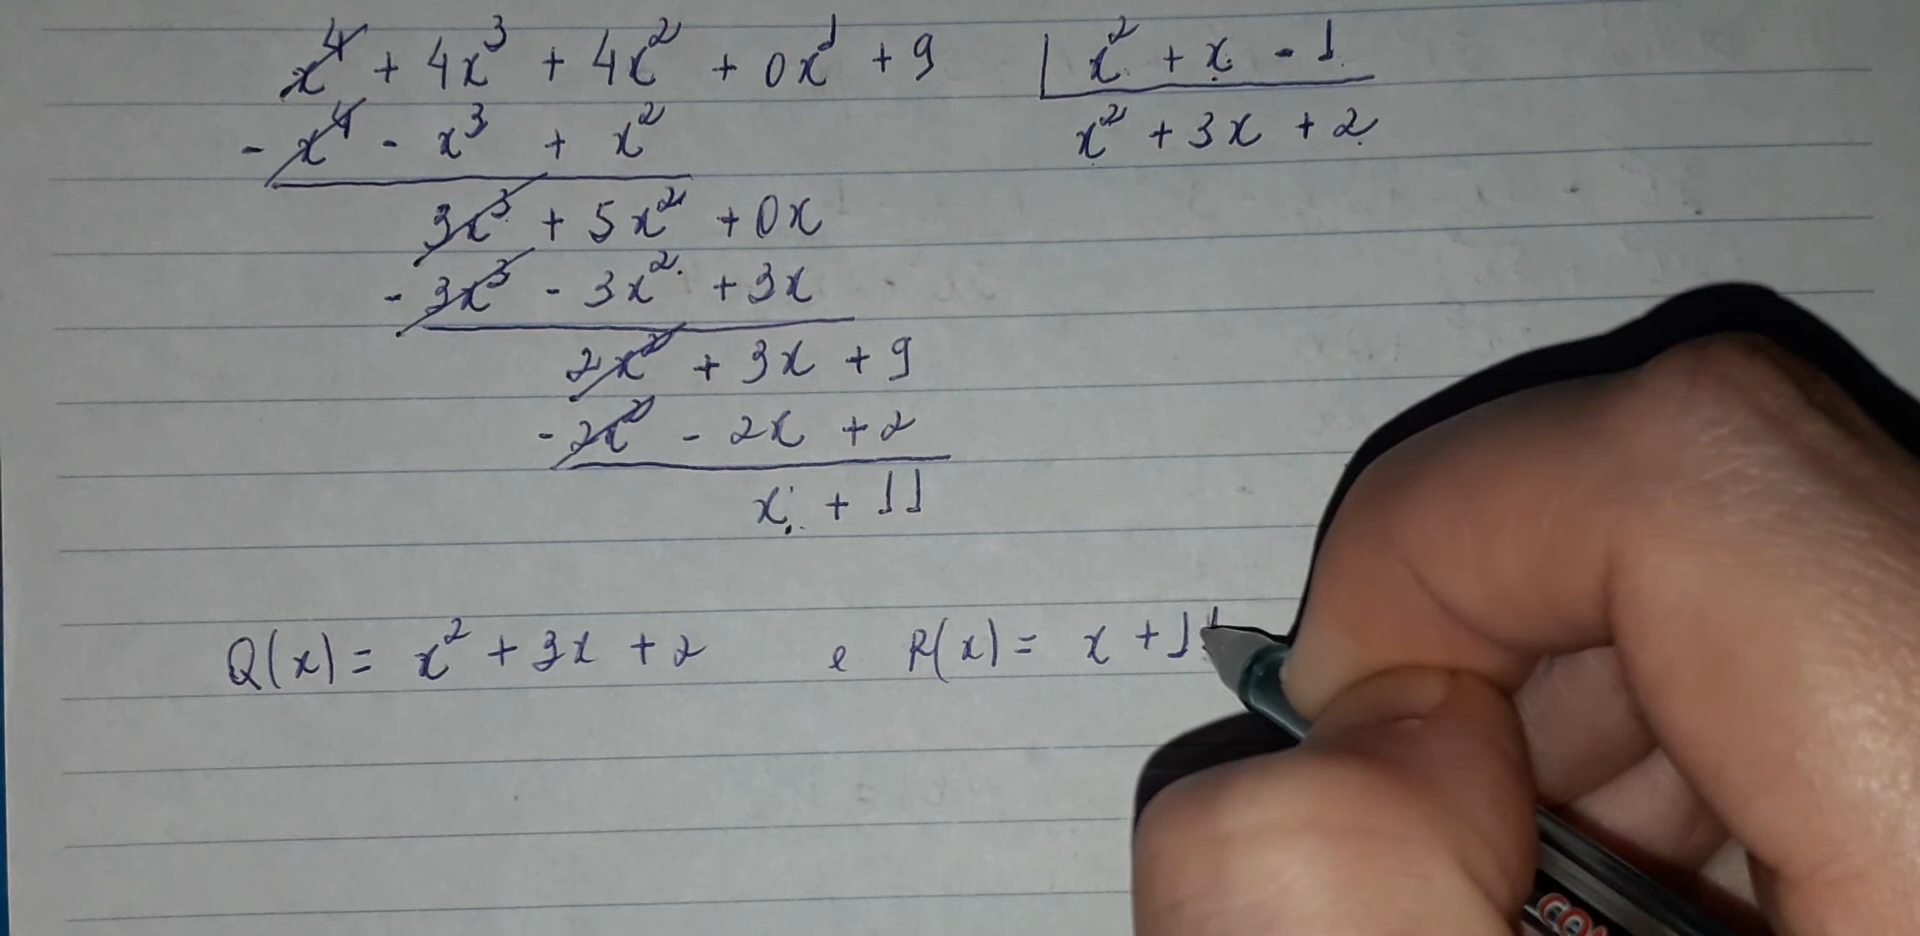 x⁴ + 4x³ + 4x² + 0x¹ + 9 | x² + x - 1
- x⁴ - x³ + x² x² + 3x + 2
3x³ + 5x² + 0x
- 3x³ - 3x² + 3x
2x² + 3x + 9
- 2x² - 2x + 2
x + 11
Q(x) = x² + 3x + 2 e R(x) = x + 11